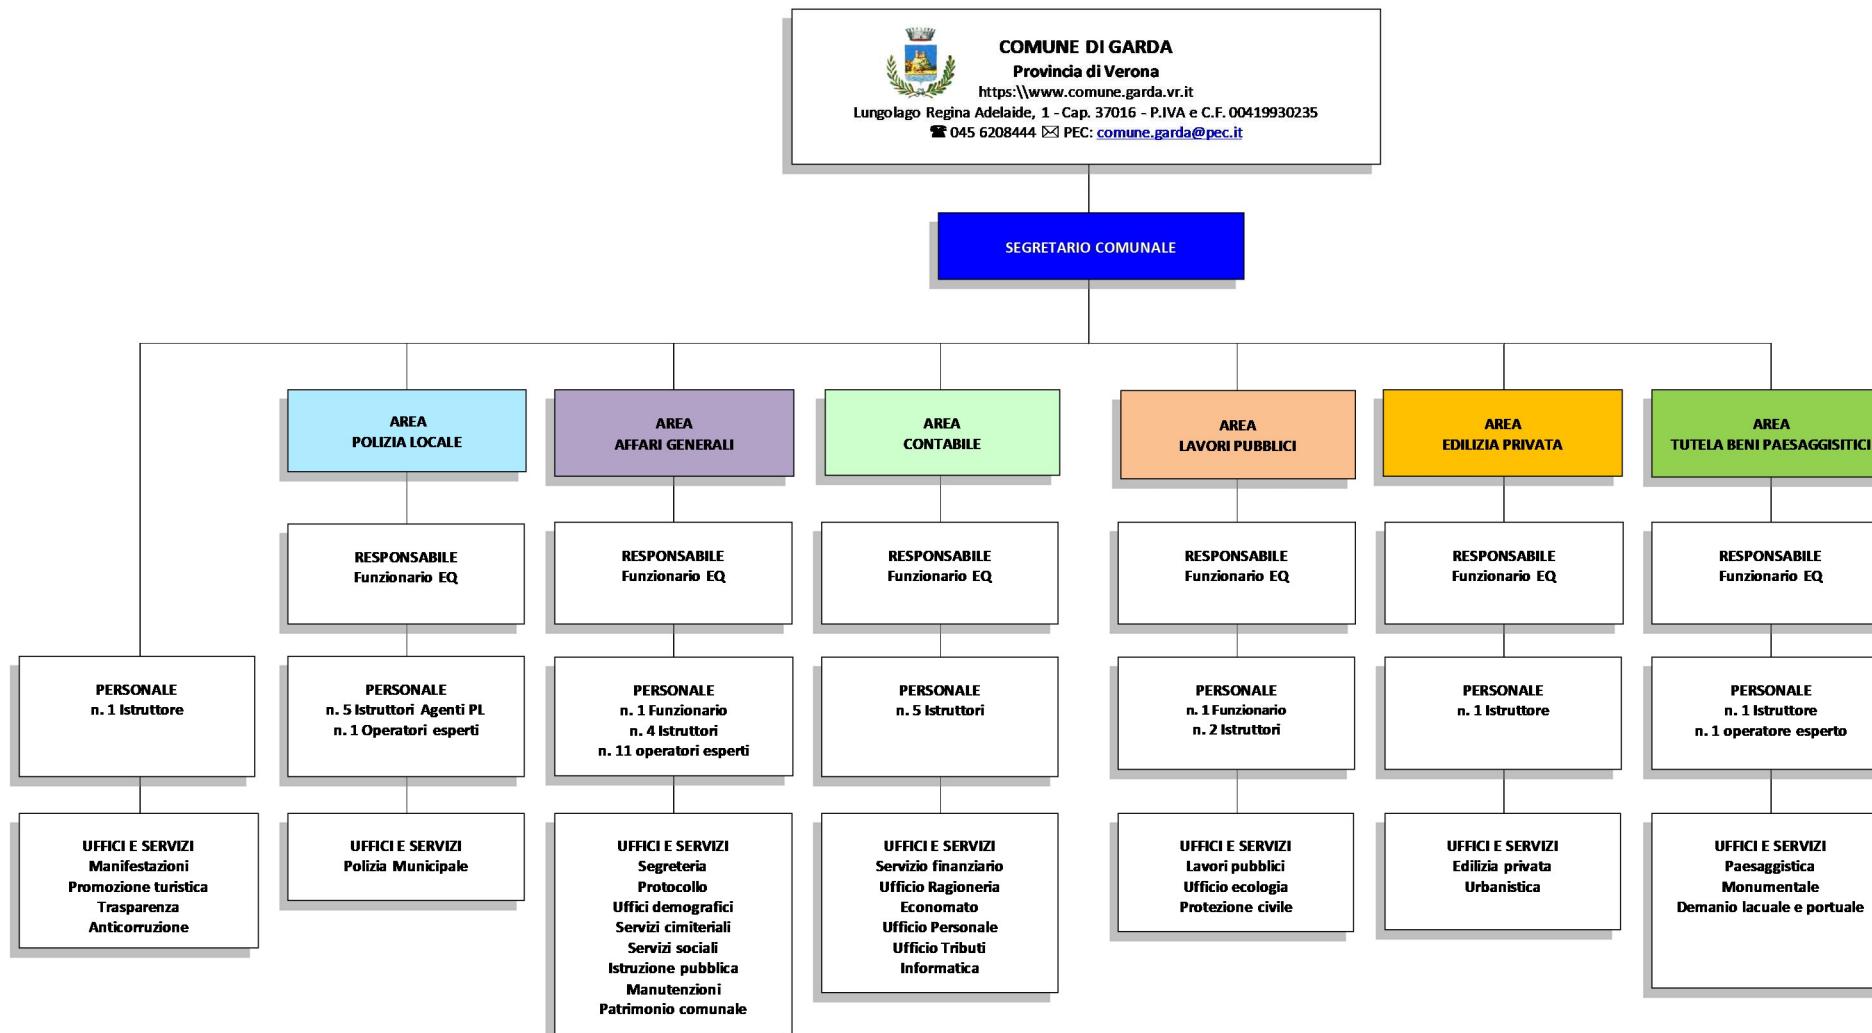 COMUNE DI GARDA
Provincia di Verona
https:\\www.comune.garda.vr.it
Lungolago Regina Adelaide, 1 - Cap. 37016 - P.IVA e C.F. 00419930235
☎ 045 6208444 ✉ PEC: comune.garda@pec.it
SEGRETARIO COMUNALE
AREA
POLIZIA LOCALE
AREA
AFFARI GENERALI
AREA
CONTABILE
AREA
LAVORI PUBBLICI
AREA
EDILIZIA PRIVATA
AREA
TUTELA BENI PAESAGGISITICI
RESPONSABILE
Funzionario EQ
RESPONSABILE
Funzionario EQ
RESPONSABILE
Funzionario EQ
RESPONSABILE
Funzionario EQ
RESPONSABILE
Funzionario EQ
RESPONSABILE
Funzionario EQ
PERSONALE
n. 1 Istruttore
PERSONALE
n. 5 Istruttori Agenti PL
n. 1 Operatori esperti
PERSONALE
n. 1 Funzionario
n. 4 Istruttori
n. 11 operatori esperti
PERSONALE
n. 5 Istruttori
PERSONALE
n. 1 Funzionario
n. 2 Istruttori
PERSONALE
n. 1 Istruttore
PERSONALE
n. 1 Istruttore
n. 1 operatore esperto
UFFICI E SERVIZI
Manifestazioni
Promozione turistica
Trasparenza
Anticorruzione
UFFICI E SERVIZI
Polizia Municipale
UFFICI E SERVIZI
Segreteria
Protocollo
Uffici demografici
Servizi cimiteriali
Servizi sociali
Istruzione pubblica
Manutenzioni
Patrimonio comunale
UFFICI E SERVIZI
Servizio finanziario
Ufficio Ragioneria
Economato
Ufficio Personale
Ufficio Tributi
Informatica
UFFICI E SERVIZI
Lavori pubblici
Ufficio ecologia
Protezione civile
UFFICI E SERVIZI
Edilizia privata
Urbanistica
UFFICI E SERVIZI
Paesaggistica
Monumentale
Demanio lacuale e portuale